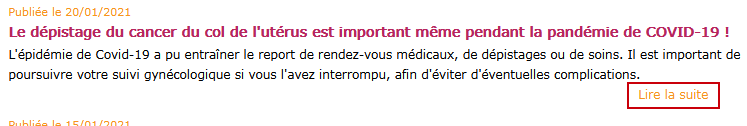 Publiée le 20/01/2021
Le dépistage du cancer du col de l'utérus est important même pendant la pandémie de COVID-19 !
L'épidémie de Covid-19 a pu entraîner le report de rendez-vous médicaux, de dépistages ou de soins. Il est important de
poursuivre votre suivi gynécologique si vous l'avez interrompu, afin d'éviter d'éventuelles complications.
Lire la suite
Publiée le 15/01/2021